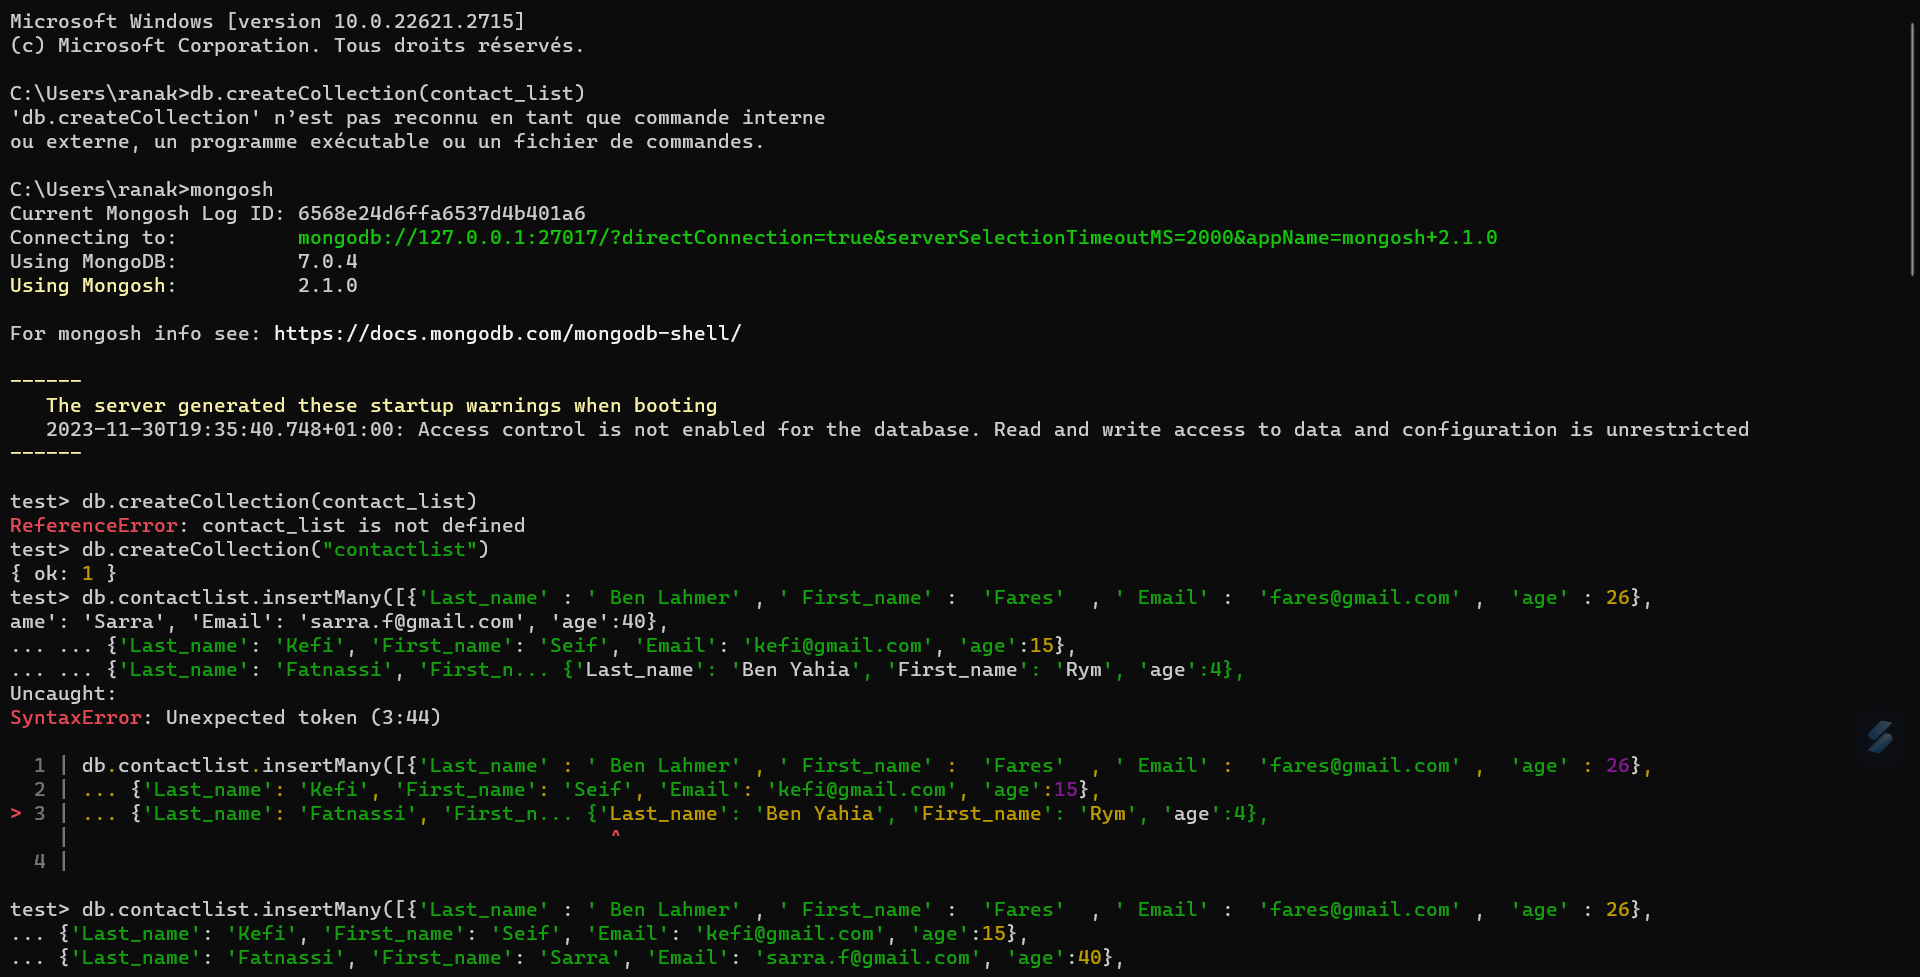 Microsoft Windows [version 10.0.22621.2715]
(c) Microsoft Corporation. Tous droits réservés.
C:\Users\ranak>db.createCollection(contact_list)
'db.createCollection' n’est pas reconnu en tant que commande interne
ou externe, un programme exécutable ou un fichier de commandes.
C:\Users\ranak>mongosh
Current Mongosh Log ID: 6568e24d6ffa6537d4b401a6
Connecting to:          mongodb://127.0.0.1:27017/?directConnection=true&serverSelectionTimeoutMS=2000&appName=mongosh+2.1.0
Using MongoDB:          7.0.4
Using Mongosh:          2.1.0
For mongosh info see: https://docs.mongodb.com/mongodb-shell/
------
   The server generated these startup warnings when booting
   2023-11-30T19:35:40.748+01:00: Access control is not enabled for the database. Read and write access to data and configuration is unrestricted
------
test> db.createCollection(contact_list)
ReferenceError: contact_list is not defined
test> db.createCollection("contactlist")
{ ok: 1 }
test> db.contactlist.insertMany([{'Last_name' : ' Ben Lahmer' , ' First_name' :  'Fares'  , ' Email' :  'fares@gmail.com' ,  'age' : 26},
ame': 'Sarra', 'Email': 'sarra.f@gmail.com', 'age':40},
... ... {'Last_name': 'Kefi', 'First_name': 'Seif', 'Email': 'kefi@gmail.com', 'age':15},
... ... {'Last_name': 'Fatnassi', 'First_n... {'Last_name': 'Ben Yahia', 'First_name': 'Rym', 'age':4},
Uncaught:
SyntaxError: Unexpected token (3:44)
  1 | db.contactlist.insertMany([{'Last_name' : ' Ben Lahmer' , ' First_name' :  'Fares'  , ' Email' :  'fares@gmail.com' ,  'age' : 26},
  2 | ... {'Last_name': 'Kefi', 'First_name': 'Seif', 'Email': 'kefi@gmail.com', 'age':15},
> 3 | ... {'Last_name': 'Fatnassi', 'First_n... {'Last_name': 'Ben Yahia', 'First_name': 'Rym', 'age':4},
    |                                             ^
  4 |
test> db.contactlist.insertMany([{'Last_name' : ' Ben Lahmer' , ' First_name' :  'Fares'  , ' Email' :  'fares@gmail.com' ,  'age' : 26},
... {'Last_name': 'Kefi', 'First_name': 'Seif', 'Email': 'kefi@gmail.com', 'age':15},
... {'Last_name': 'Fatnassi', 'First_name': 'Sarra', 'Email': 'sarra.f@gmail.com', 'age':40},